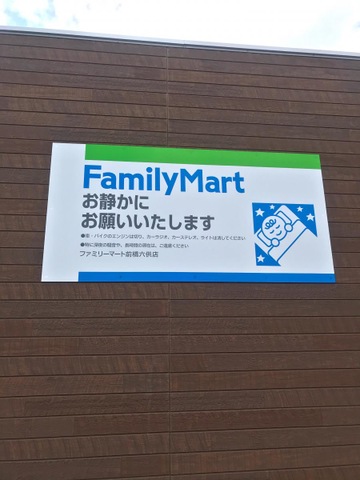 FamilyMart
お静かに
お願いいたします
●車・バイクのエンジンは切り、カーラジオ、カーステレオ、ライトは消してください
●特に深夜の騒音や、長時間の滞在は、ご遠慮ください
ファミリーマート前橋六供店